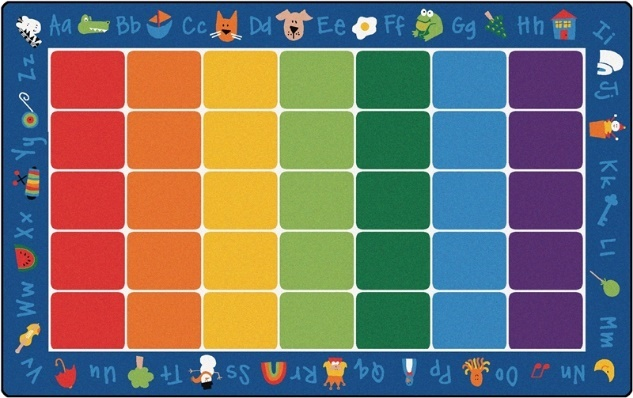 Aa Bb Cc Dd Ee Ff Gg Hh
Ii
Jj
Kk
Ll
Mm
Nn
Oo
Pp
Qq
Rr
Ss
Tt
Uu
Vv
Ww
Xx
Yy
Zz